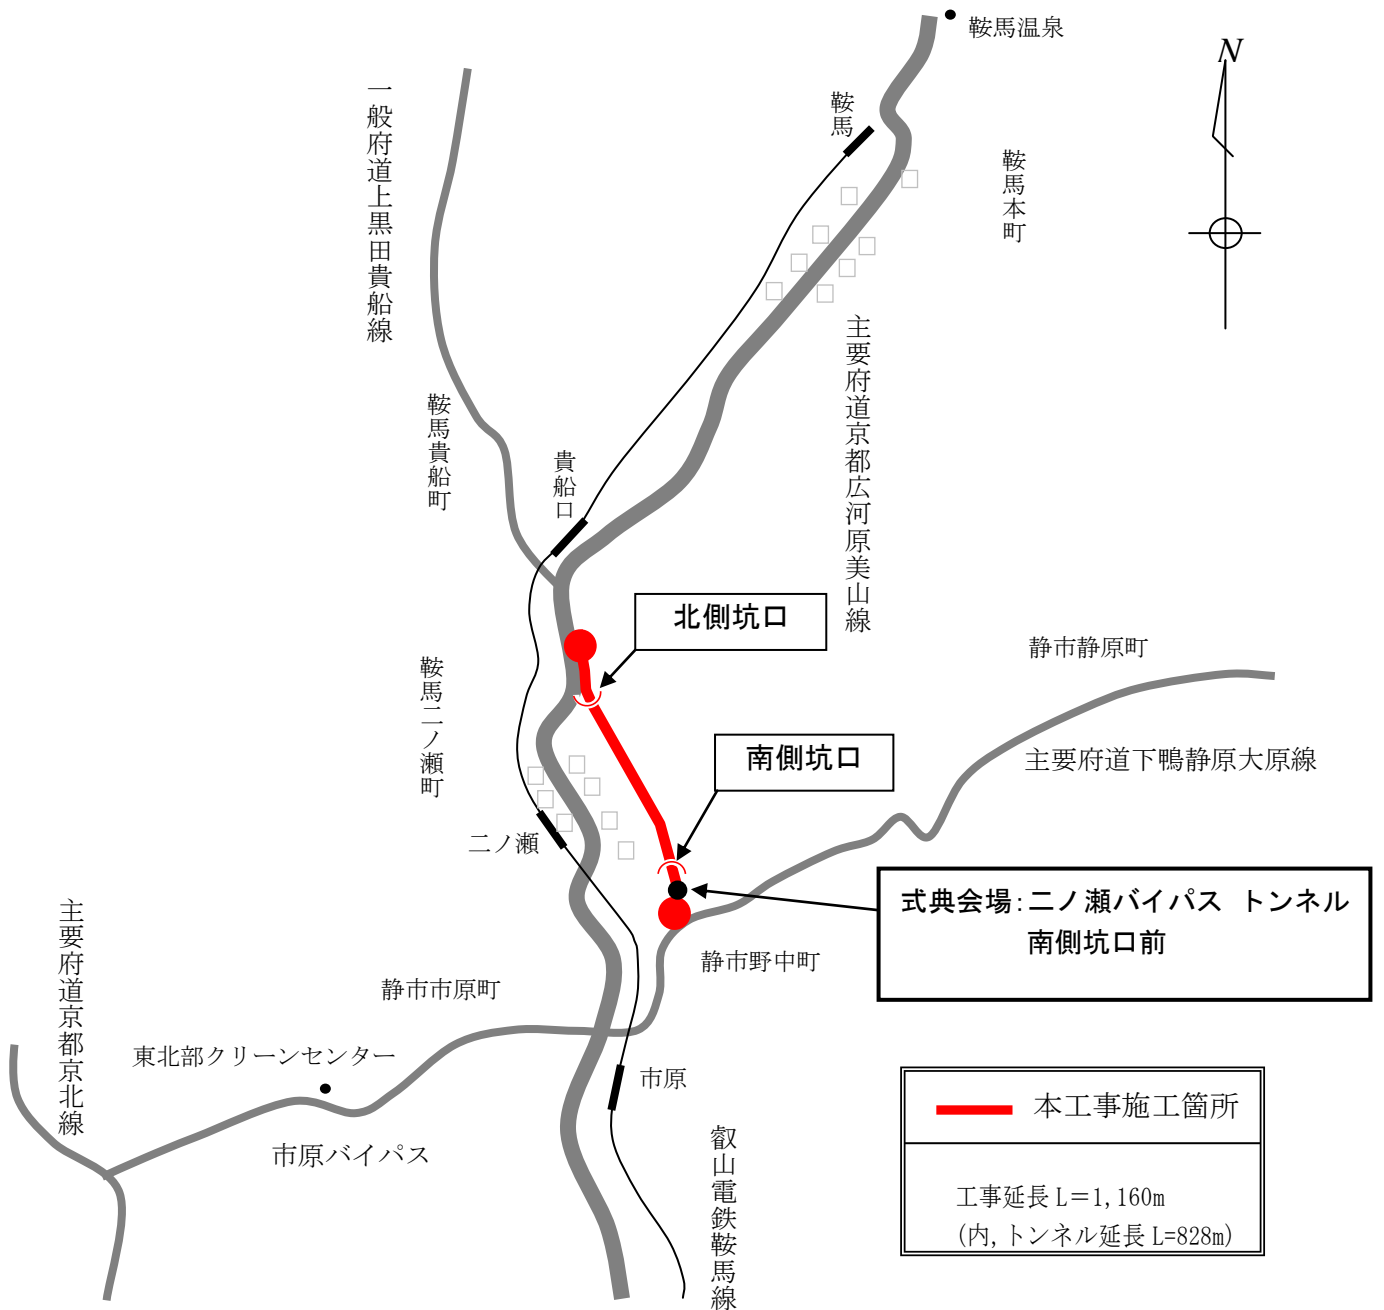 鞍馬温泉
N
鞍馬
一般府道上黒田貴船線
鞍馬本町
主要府道京都広河原美山線
鞍馬貴船町
貴船口
北側坑口
静市静原町
鞍馬二ノ瀬町
南側坑口
主要府道下鴨静原大原線
二ノ瀬
式典会場:二ノ瀬バイパス トンネル
南側坑口前
主要府道京都京北線
静市野中町
静市市原町
東北部クリーンセンター
市原
市原バイパス
叡山電鉄鞍馬線
本工事施工箇所
工事延長L=1,160m
(内,トンネル延長L=828m)